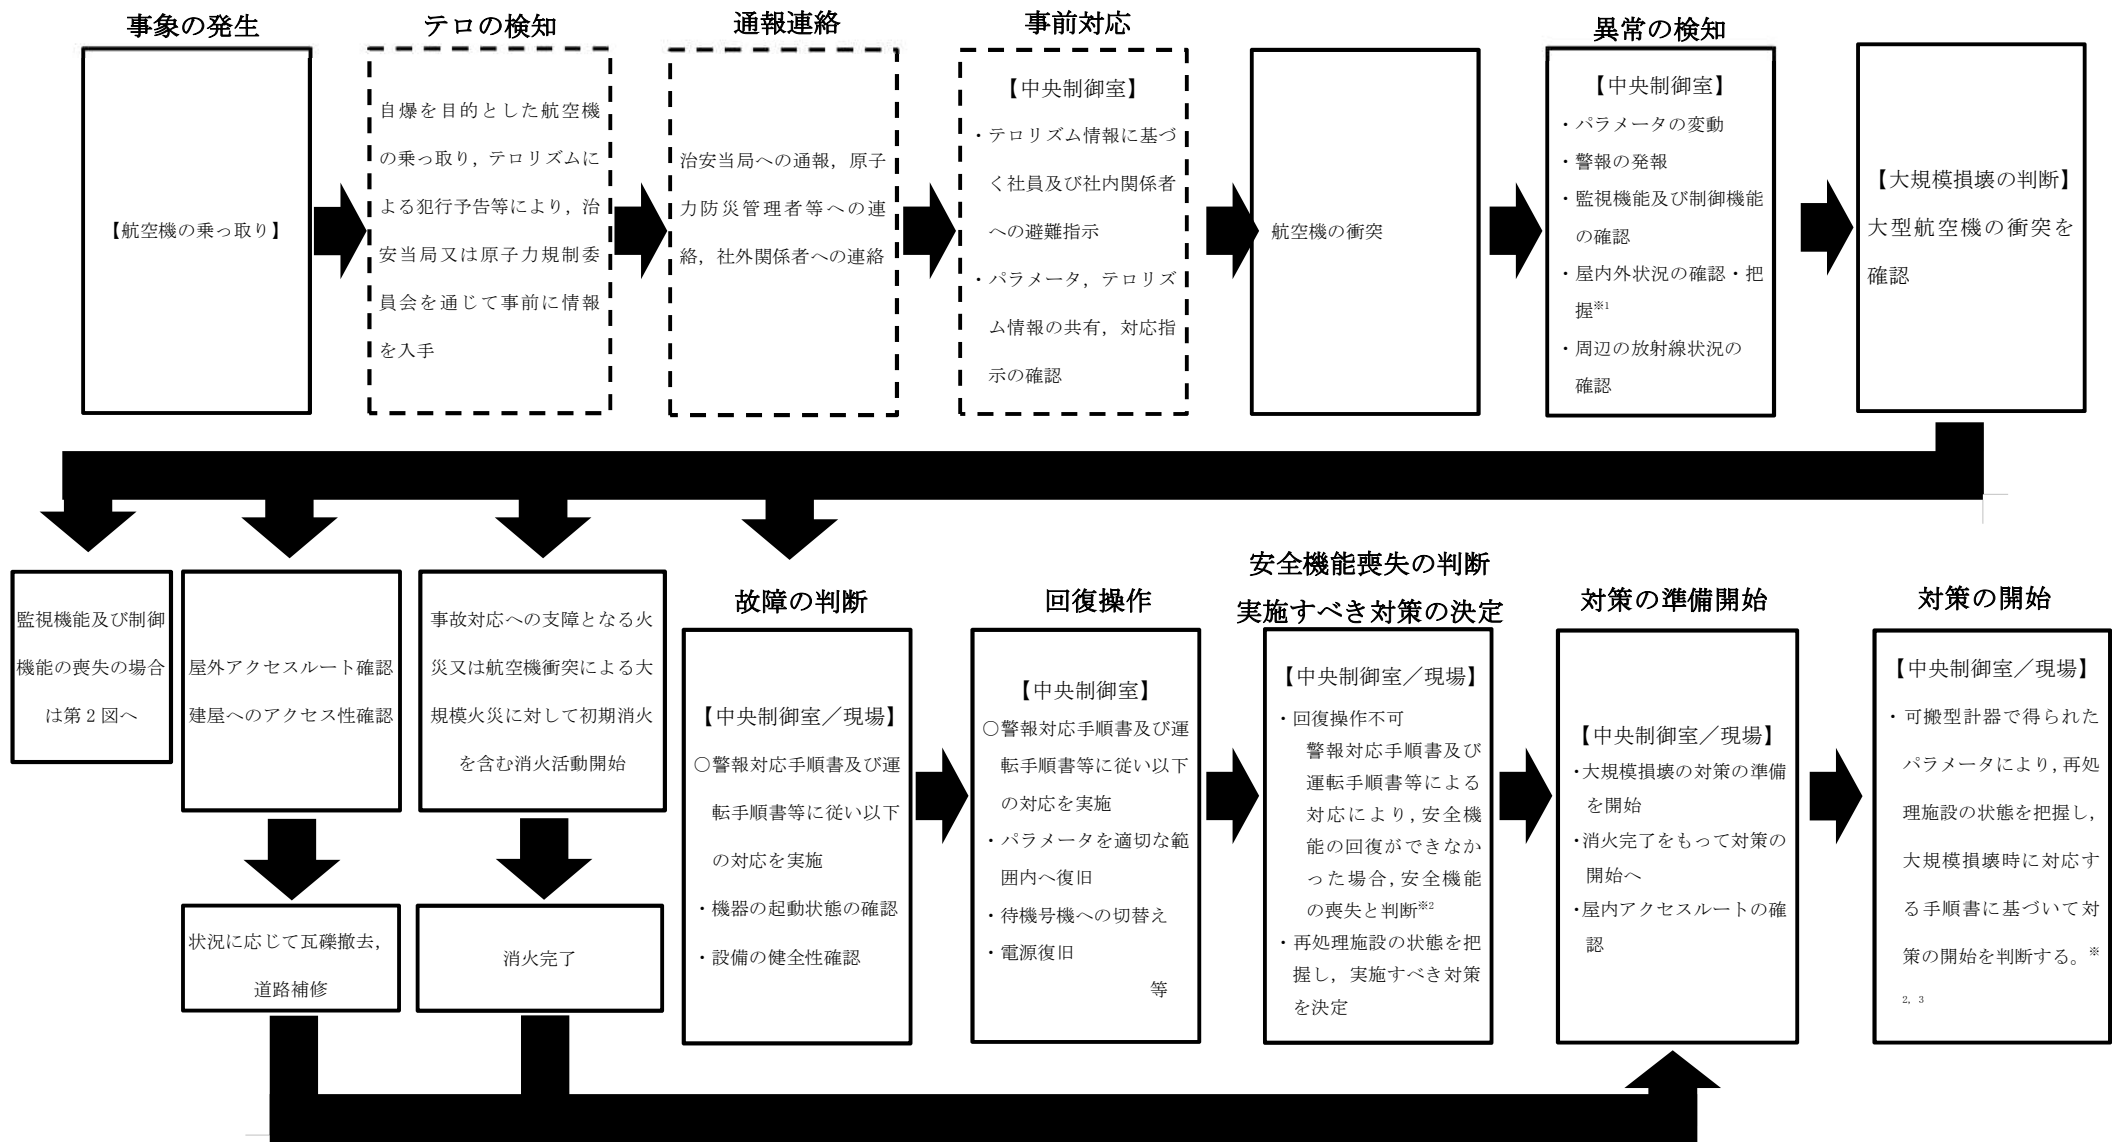 事象の発生
【航空機の乗っ取り】
テロの検知
自爆を目的とした航空機
の乗っ取り，テロリズムに
よる犯行予告等により，治
安当局又は原子力規制委
員会を通じて事前に情報
を入手
通報連絡
治安当局への通報，原子
力防災管理者等への連
絡，社外関係者への連絡
事前対応
【中央制御室】
・テロリズム情報に基づ
く社員及び社内関係者
への避難指示
・パラメータ，テロリズ
ム情報の共有，対応指
示の確認
航空機の衝突
異常の検知
【中央制御室】
・パラメータの変動
・警報の発報
・監視機能及び制御機能
の確認
・屋内外状況の確認・把
握※1
・周辺の放射線状況の
確認
【大規模損壊の判断】
大型航空機の衝突を
確認
監視機能及び制御
機能の喪失の場合
は第２図へ
屋外アクセスルート確認
建屋へのアクセス性確認
状況に応じて瓦礫撤去，
道路補修
事故対応への支障となる火
災又は航空機衝突による大
規模火災に対して初期消火
を含む消火活動開始
消火完了
故障の判断
【中央制御室／現場】
○警報対応手順書及び運
転手順書等に従い以下
の対応を実施
・機器の起動状態の確認
・設備の健全性確認
回復操作
【中央制御室】
○警報対応手順書及び運
転手順書等に従い以下
の対応を実施
・パラメータを適切な範
囲内へ復旧
・待機号機への切替え
・電源復旧
等
安全機能喪失の判断
実施すべき対策の決定
【中央制御室／現場】
・回復操作不可
警報対応手順書及び
運転手順書等による
対応により，安全機
能の回復ができなか
った場合，安全機能
の喪失と判断※2
・再処理施設の状態を把
握し，実施すべき対策
を決定
対策の準備開始
【中央制御室／現場】
・大規模損壊の対策の準備
を開始
・消火完了をもって対策の
開始へ
・屋内アクセスルートの確
認
対策の開始
【中央制御室／現場】
・可搬型計器で得られた
パラメータにより，再処
理施設の状態を把握し，
大規模損壊時に対応す
る手順書に基づいて対
策の開始を判断する。※
2, 3